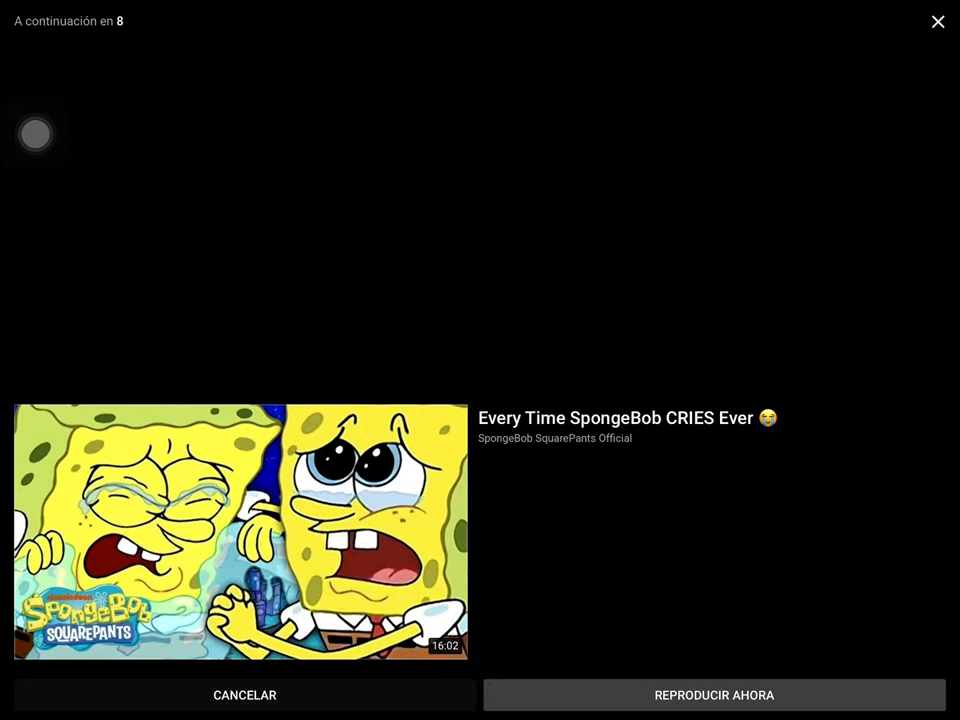 A continuación en 8
Every Time SpongeBob CRIES Ever 😭
SpongeBob SquarePants Official
nickelodeon
SpongeBob
SQUAREPANTS
16:02
CANCELAR
REPRODUCIR AHORA